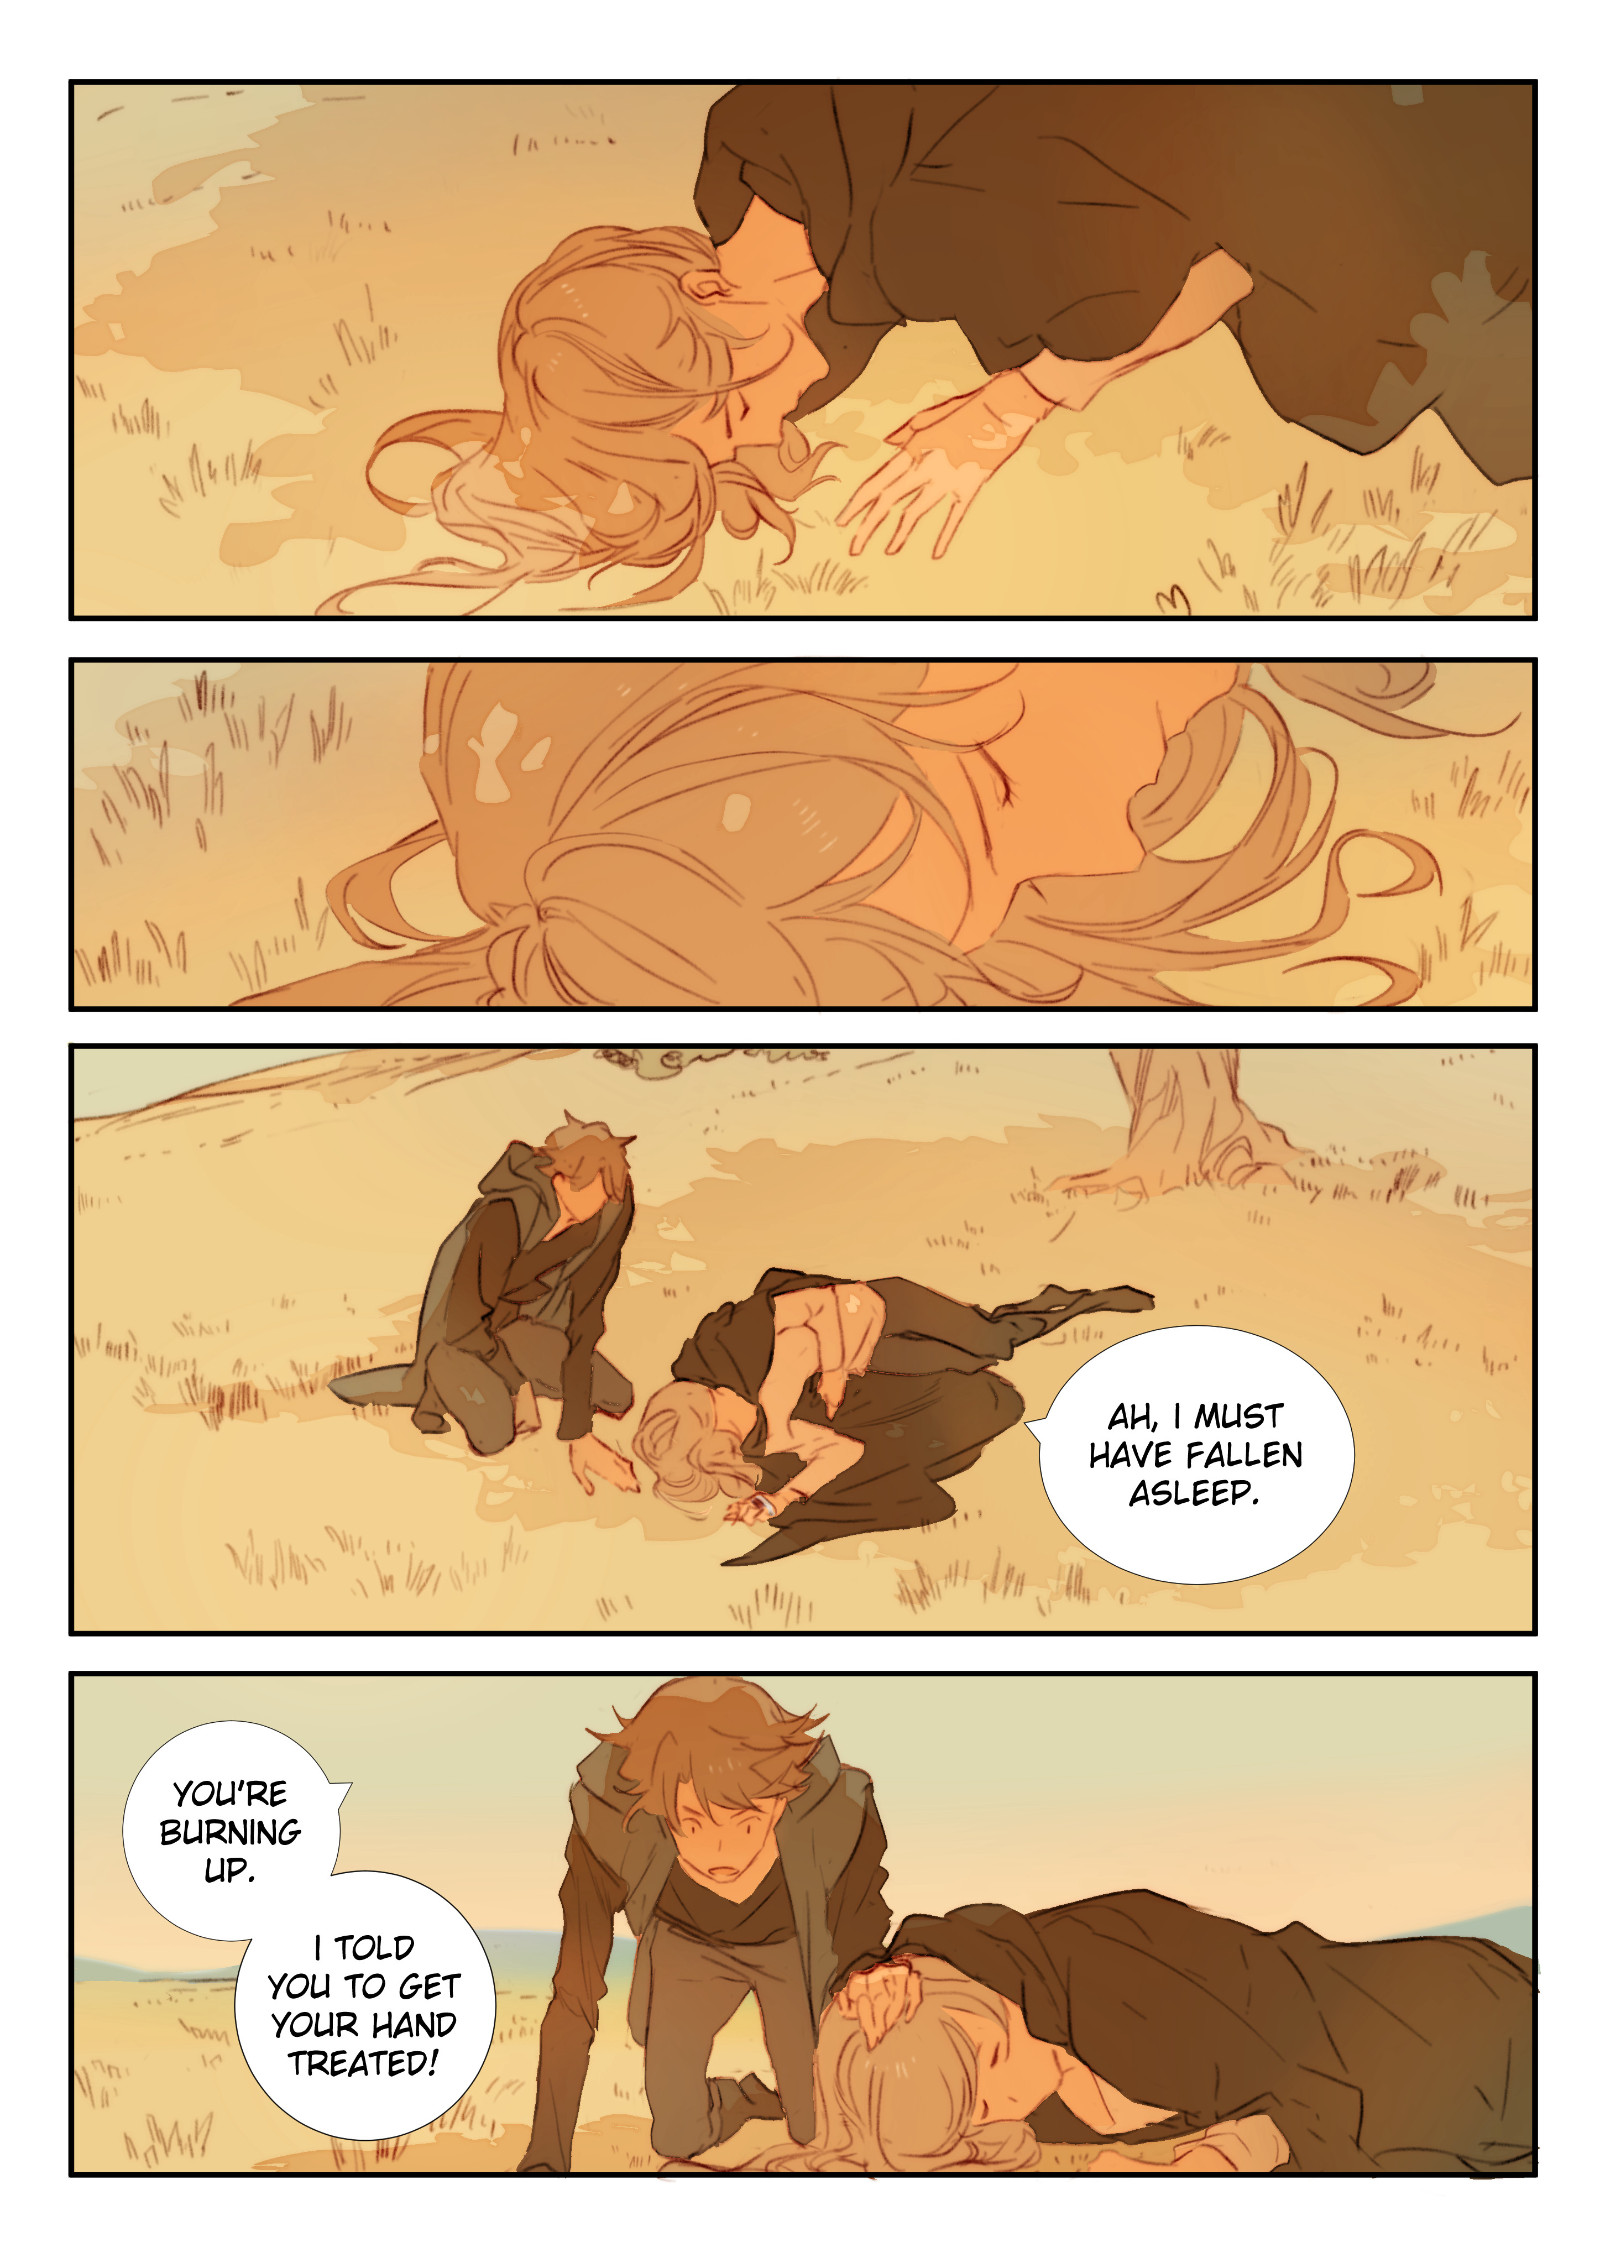 AH, I MUST
HAVE FALLEN
ASLEEP.
YOU'RE
BURNING
UP.
I TOLD
YOU TO GET
YOUR HAND
TREATED!